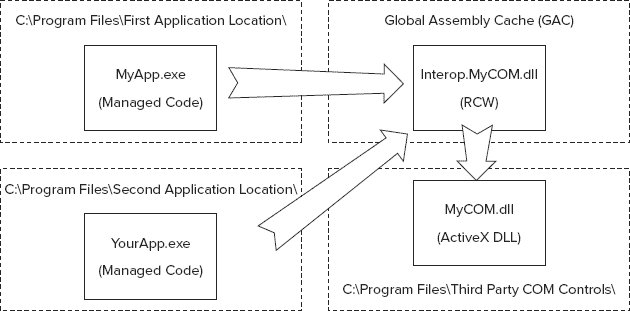 C:\Program Files\First Application Location\
MyApp.exe
(Managed Code)
Global Assembly Cache (GAC)
Interop.MyCOM.dll
(RCW)
C:\Program Files\Second Application Location\
YourApp.exe
(Managed Code)
MyCOM.dll
(ActiveX DLL)
C:\Program Files\Third Party COM Controls\